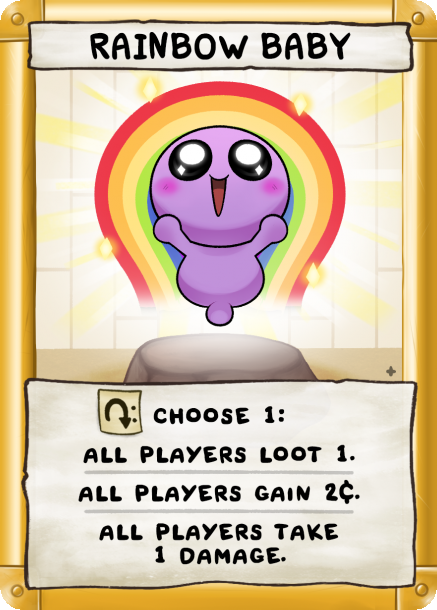 RAINBOW BABY
: CHOOSE 1:
ALL PLAYERS LOOT 1.
ALL PLAYERS GAIN 2¢.
ALL PLAYERS TAKE
1 DAMAGE.